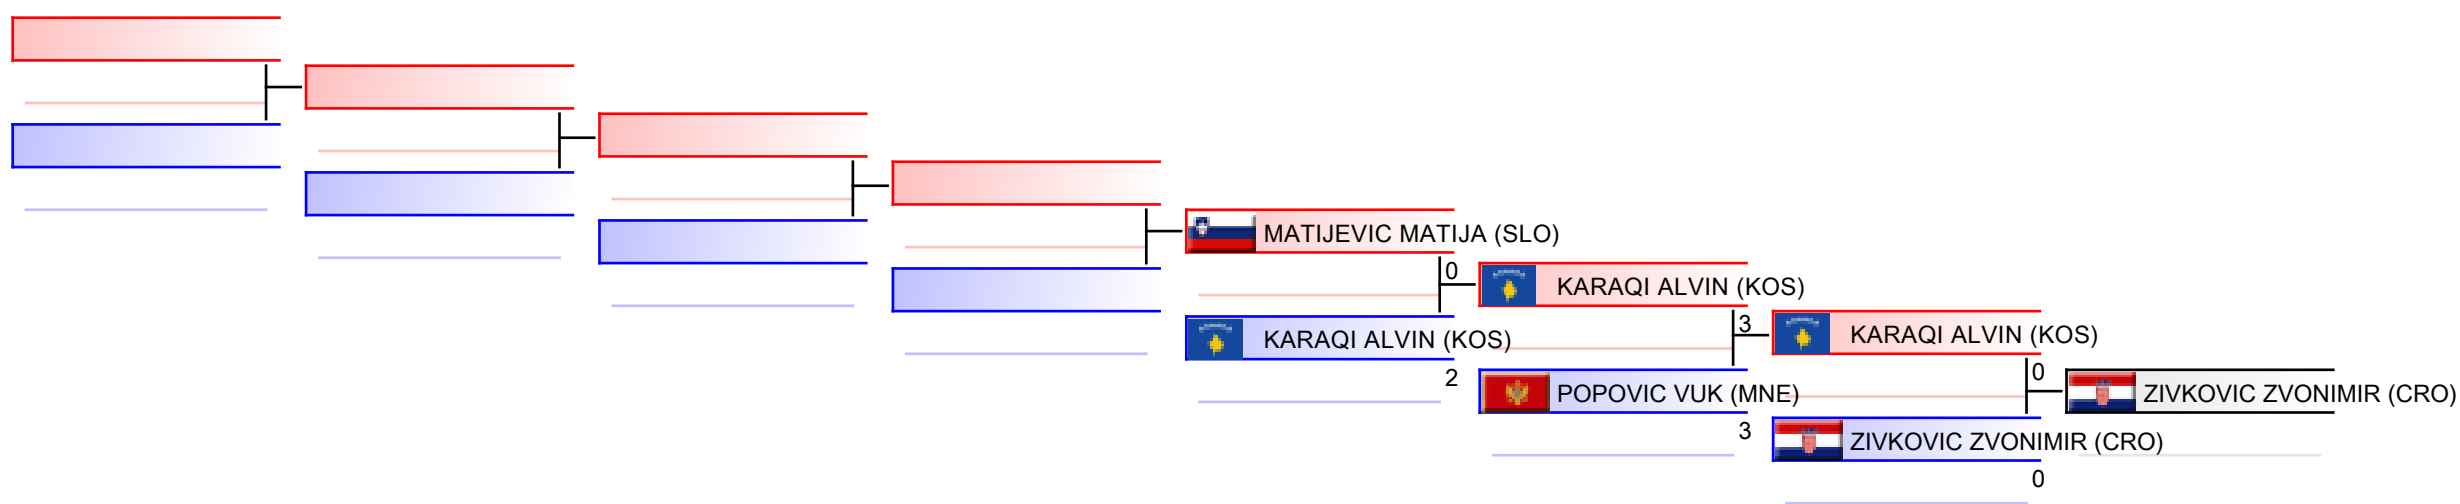 MATIJEVIC MATIJA (SLO)
0
KARAQI ALVIN (KOS)
2
KARAQI ALVIN (KOS)
3
POPOVIC VUK (MNE)
3
KARAQI ALVIN (KOS)
0
ZIVKOVIC ZVONIMIR (CRO)
0
ZIVKOVIC ZVONIMIR (CRO)